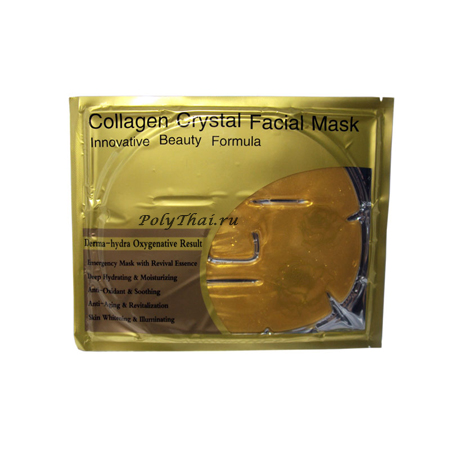 Collagen Crystal Facial Mask
Innovative Beauty Formula
PolyThai.ru
Derma-hydra Oxygenative Result
Emergency Mask with Revival Essence
Deep Hydrating & Moisturizing
Anti-Oxidant & Soothing
Anti-Aging & Revitalization
Skin Whitening & Illuminating